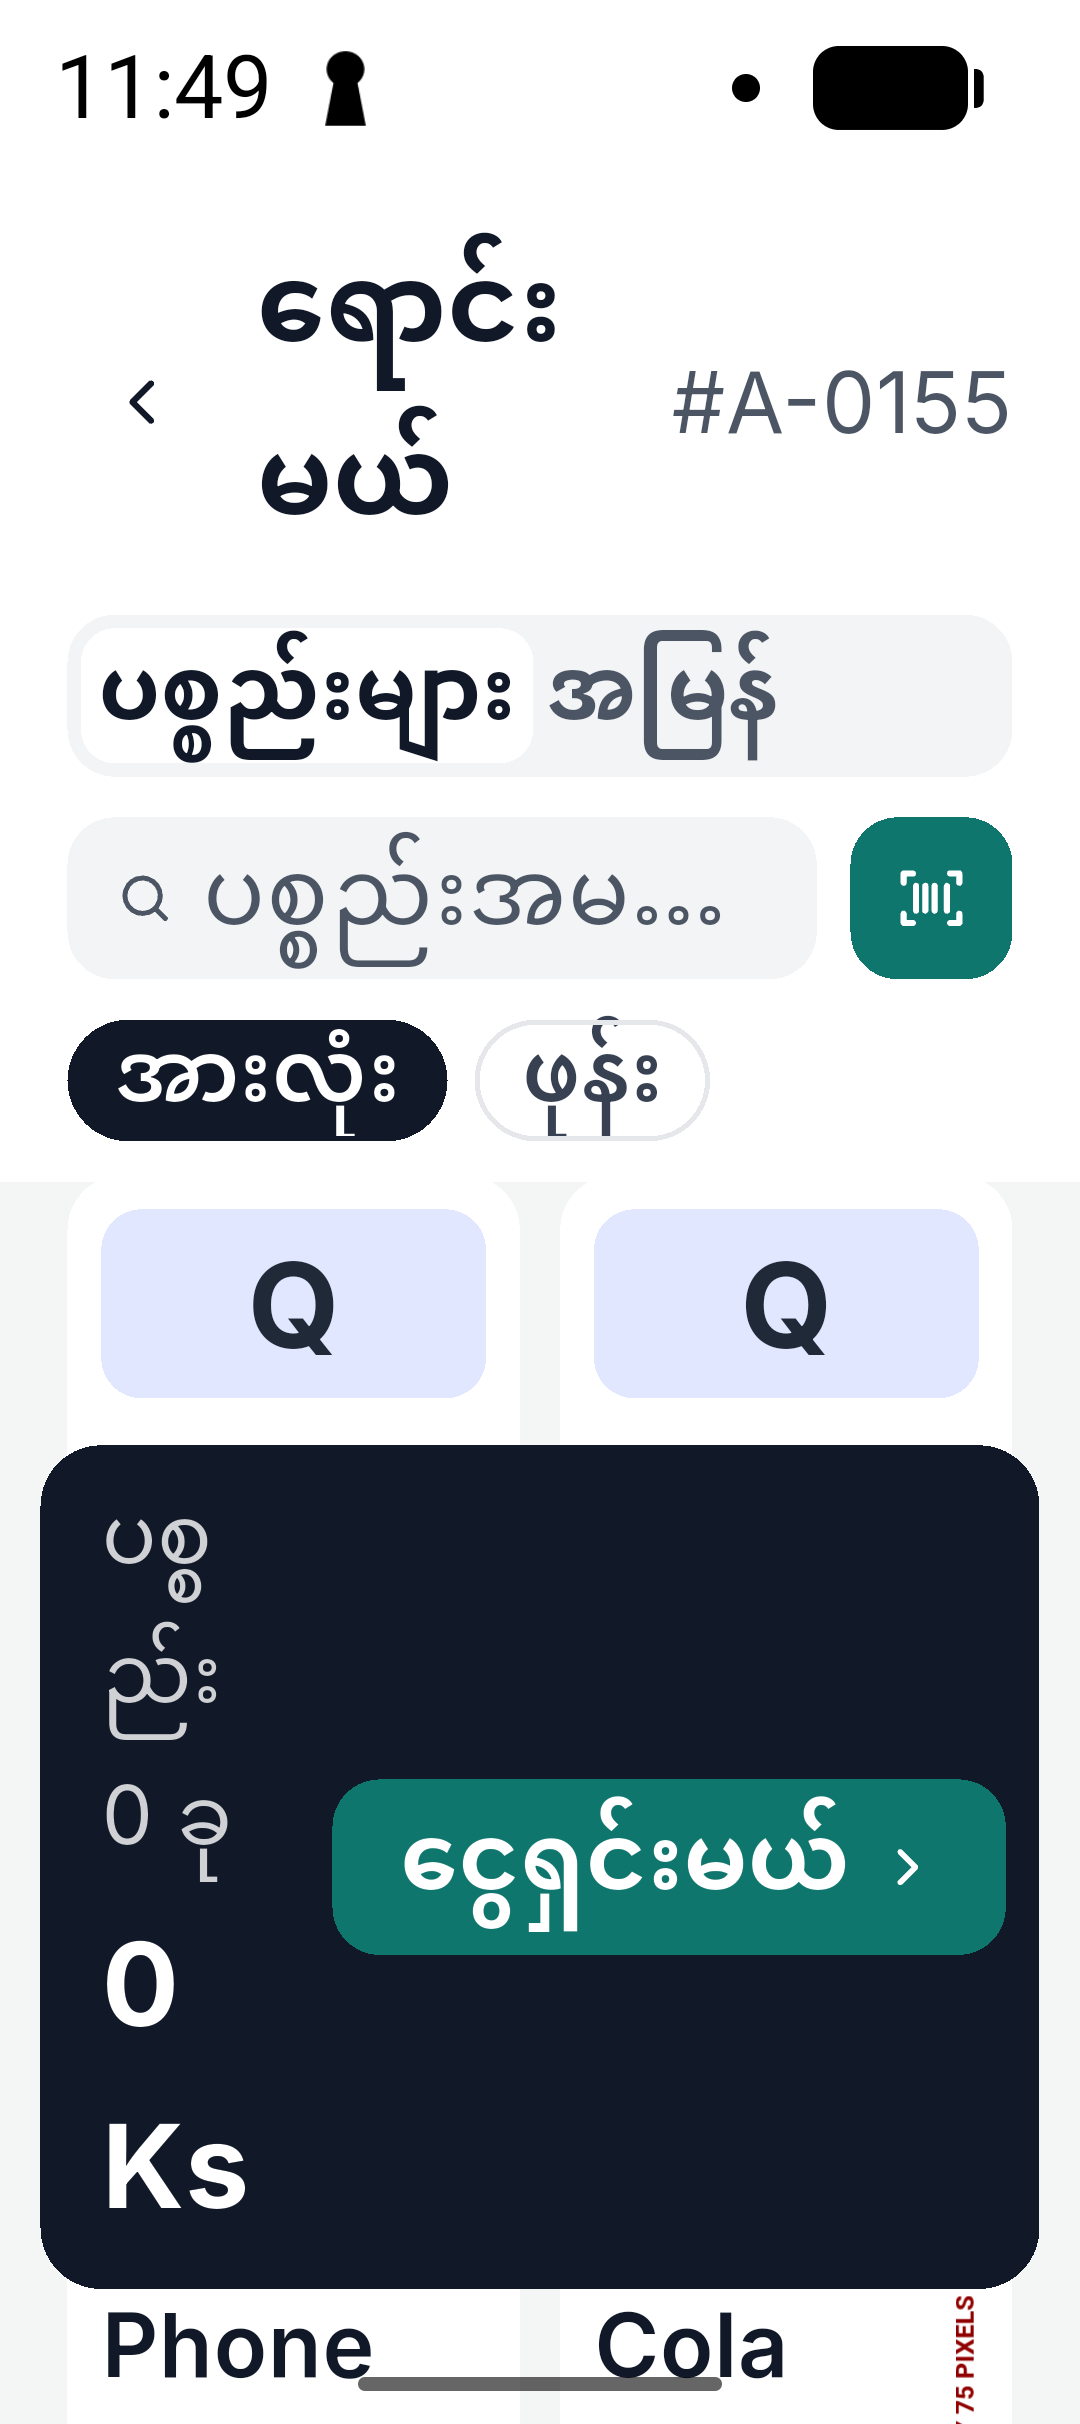 11:49
ရောင်း
မယ်
#A-0155
ပစ္စည်းများ
အမြန်
ပစ္စည်းအမ...
အားလုံး
ဖုန်း
Q
Q
ပစ္စ
ည်း
0 ခု
0
Ks
ငွေရှင်းမယ်
Phone
Cola
75 PIXELS